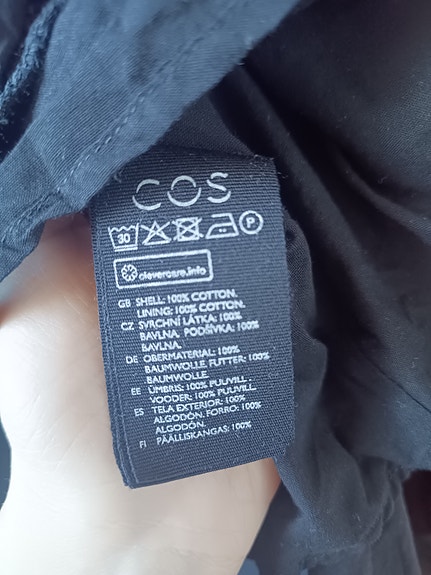 COS
30 P
clevercare.info
GB SHELL: 100% COTTON.
LINING: 100% COTTON.
CZ SVRCHNÍ LÁTKA: 100%
BAVLNA. PODŠÍVKA: 100%
BAVLNA.
DE OBERMATERIAL: 100%
BAUMWOLLE. FUTTER: 100%
BAUMWOLLE.
EE ÜMBRIS: 100% PUUVILL.
VOODER: 100% PUUVILL.
ES TELA EXTERIOR: 100%
ALGODÓN. FORRO: 100%
ALGODÓN.
FI PÄÄLLISKANGAS: 100%